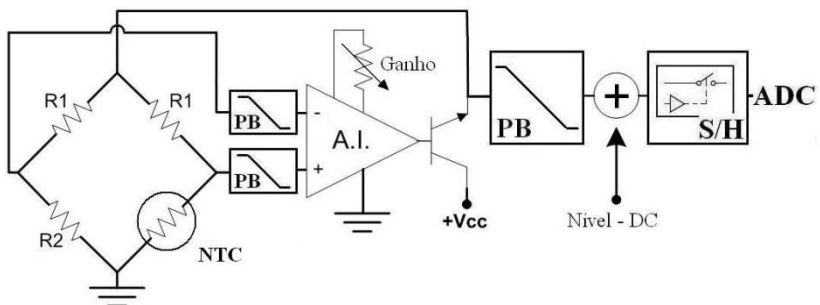 R1
R1
R2
NTC
PB
PB
-
+
A.I.
Ganho
+Vcc
PB
+
Nivel - DC
S/H
ADC